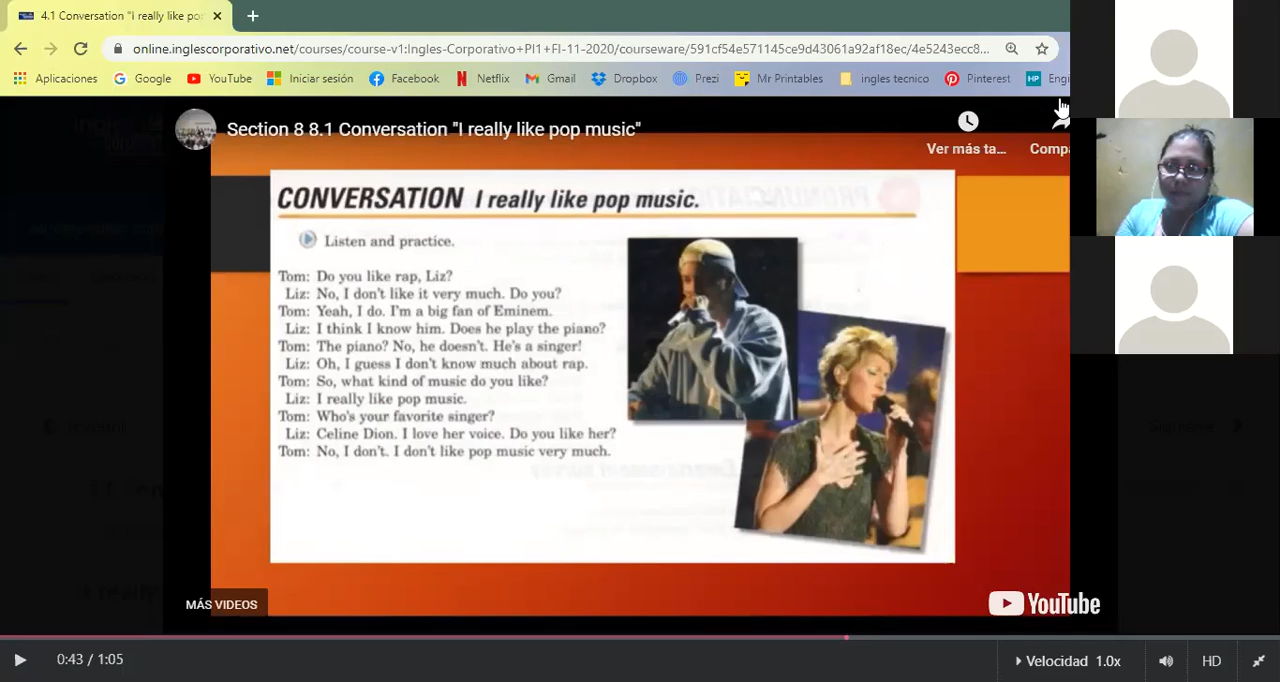 4.1 Conversation "I really like po
online.inglescorporativo.net/courses/course-v1:Ingles-Corporativo+PI1+FI-11-2020/courseware/591cf54e571145ce9d43061a92af18ec/4e5243ecc8...
Aplicaciones Google YouTube Iniciar sesión Facebook Netflix Gmail Dropbox Prezi Mr Printables ingles tecnico Pinterest Engl
Section 8 8.1 Conversation "I really like pop music"
Ver más ta... Compa
CONVERSATION I really like pop music.
Listen and practice.
Tom: Do you like rap, Liz?
Liz: No, I don't like it very much. Do you?
Tom: Yeah, I do. I'm a big fan of Eminem.
Liz: I think I know him. Does he play the piano?
Tom: The piano? No, he doesn't. He's a singer!
Liz: Oh, I guess I don't know much about rap.
Tom: So, what kind of music do you like?
Liz: I really like pop music.
Tom: Who's your favorite singer?
Liz: Celine Dion. I love her voice. Do you like her?
Tom: No, I don't. I don't like pop music very much.
MÁS VIDEOS
YouTube
0:43 / 1:05
Velocidad 1.0x
HD